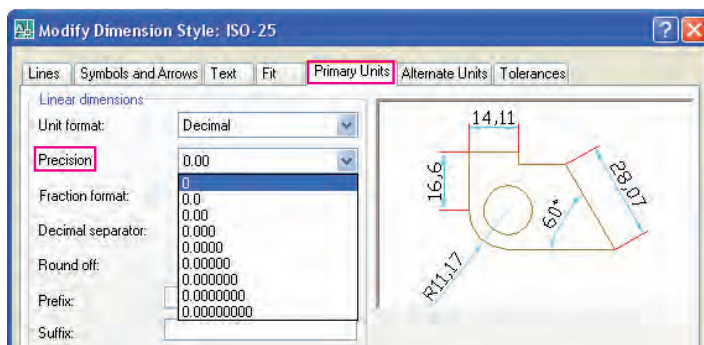 Modify Dimension Style: ISO-25
Lines Symbols and Arrows Text Fit Primary Units Alternate Units Tolerances
Linear dimensions
Unit format: Decimal
Precision 0.00
0
0.0
0.00
0.000
0.0000
0.00000
0.000000
0.0000000
0.00000000
Fraction format:
Decimal separator:
Round off:
Prefix:
Suffix:
14,11
16,6
28,07
60°
R11,17